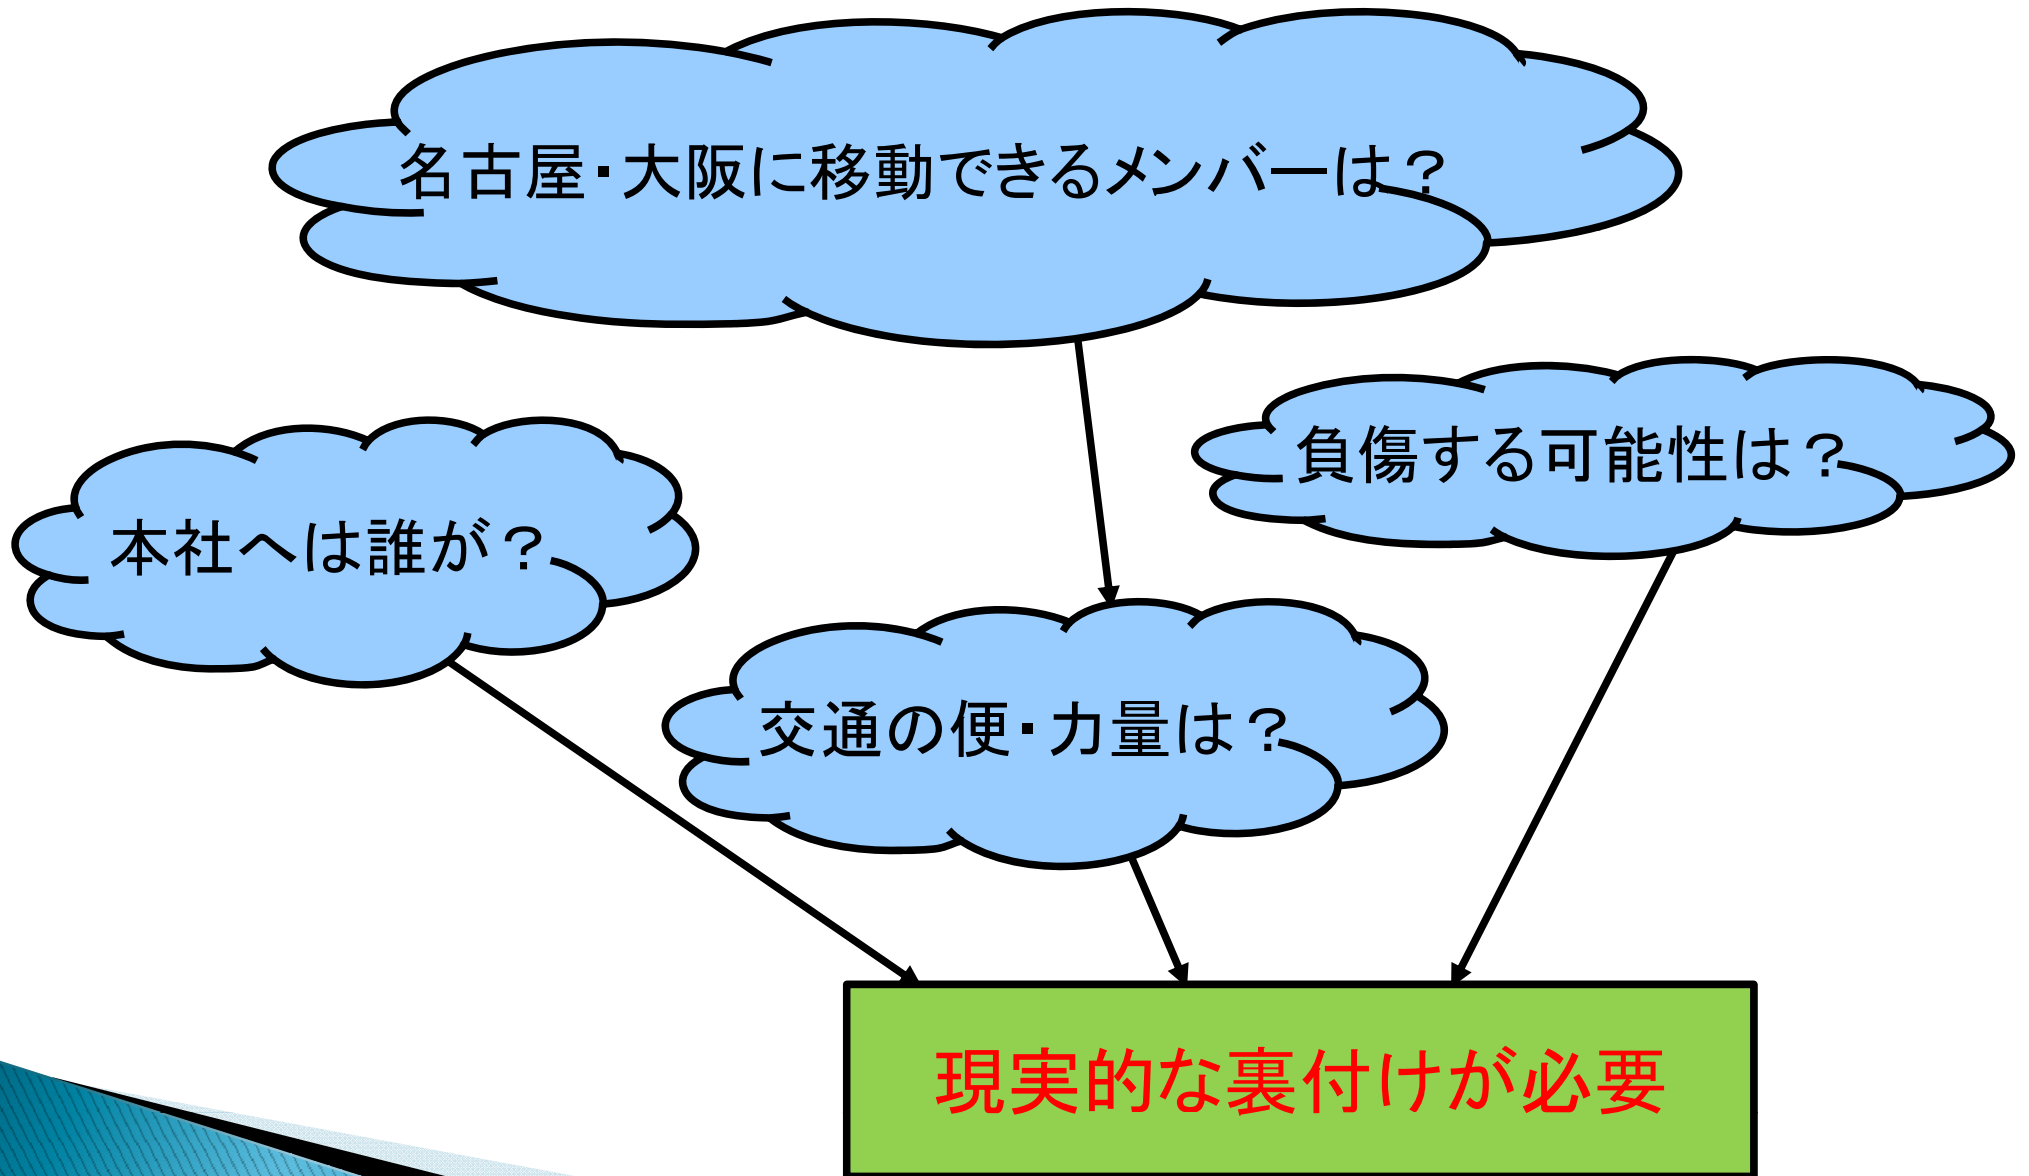 名古屋・大阪に移動できるメンバーは？
負傷する可能性は？
本社へは誰が？
交通の便・力量は？
現実的な裏付けが必要